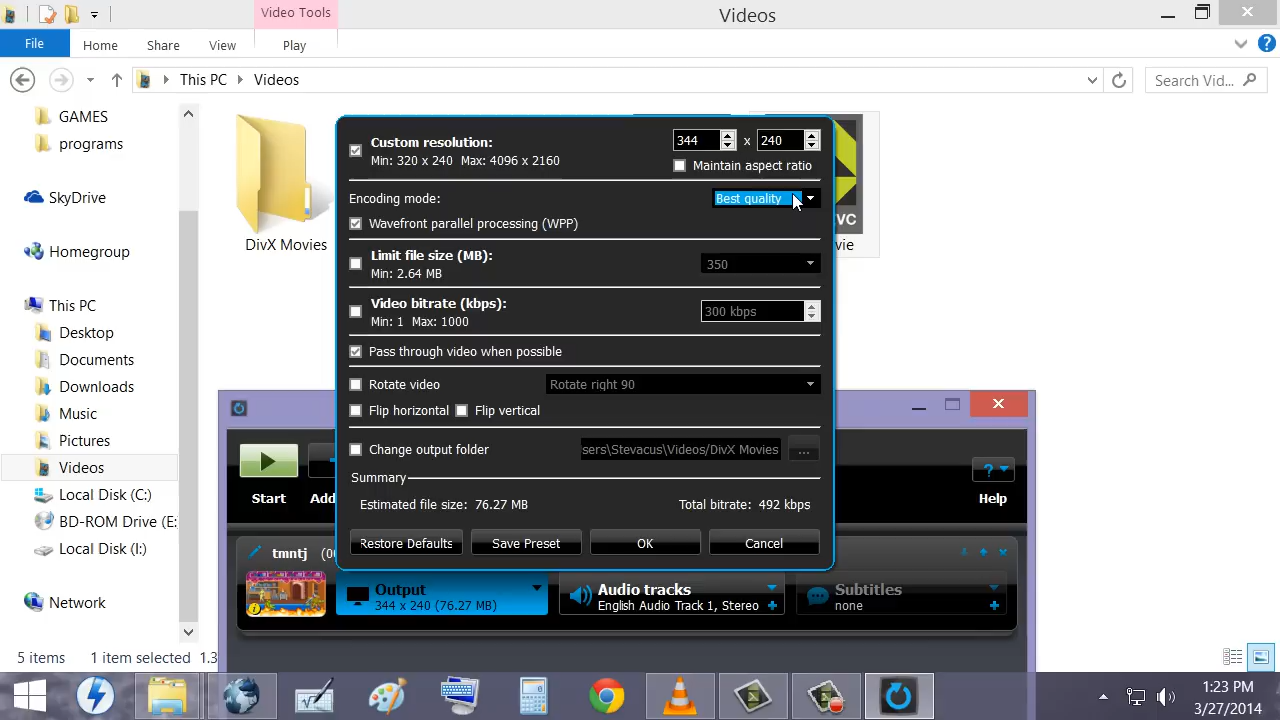 Video Tools
Videos
File
Home
Share
View
Play
This PC
Videos
Search Vid...
GAMES
programs
SkyDrive
Homegroup
This PC
Desktop
Documents
Downloads
Music
Pictures
Videos
Local Disk (C:)
BD-ROM Drive (E:
Local Disk (I:)
Network
DivX Movies
VC
vie
Custom resolution:
Min: 320 x 240 Max: 4096 x 2160
344 x 240
Maintain aspect ratio
Encoding mode:
Best quality
Wavefront parallel processing (WPP)
Limit file size (MB):
Min: 2.64 MB
350
Video bitrate (kbps):
Min: 1 Max: 1000
300 kbps
Pass through video when possible
Rotate video
Rotate right 90
Flip horizontal
Flip vertical
Change output folder
sers\Stevacus\Videos/DivX Movies
...
Summary
Estimated file size: 76.27 MB
Total bitrate: 492 kbps
Restore Defaults
Save Preset
OK
Cancel
Start
Add
Help
tmntj (00
Output
344 x 240 (76.27 MB)
Audio tracks
English Audio Track 1, Stereo
Subtitles
none
5 items
1 item selected 1.3
1:23 PM
3/27/2014